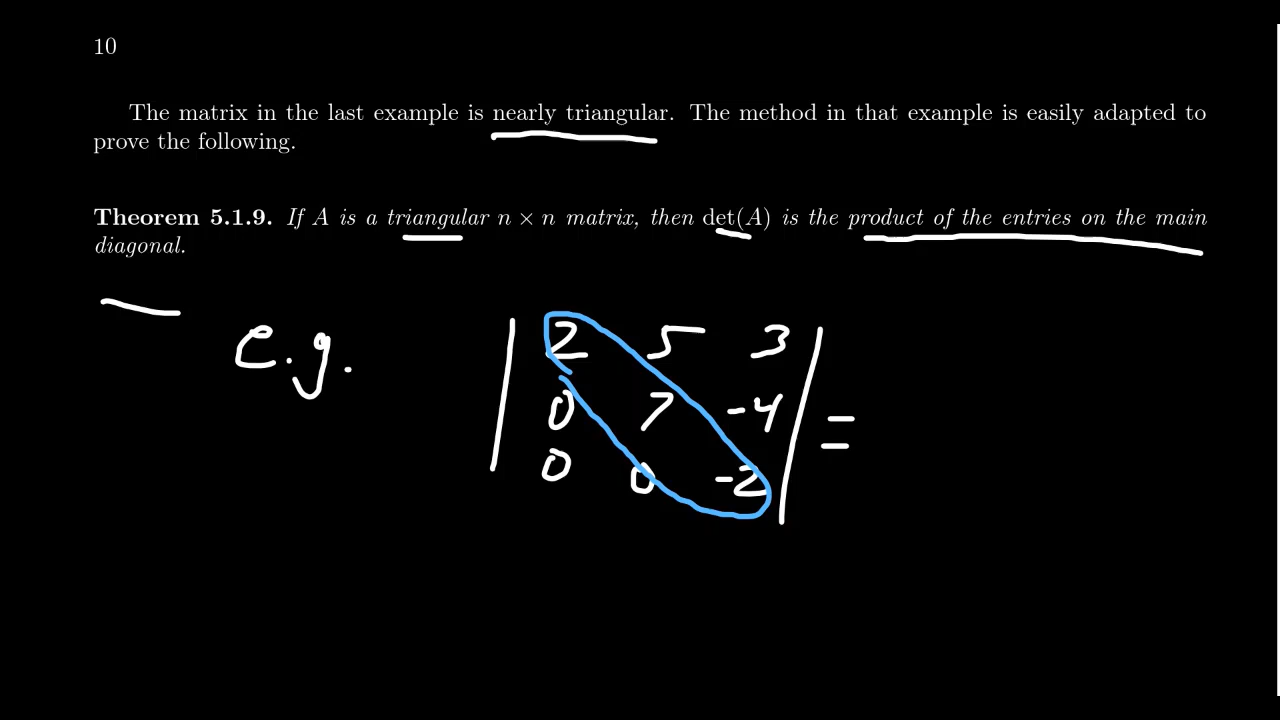 10
The matrix in the last example is nearly triangular. The method in that example is easily adapted to
prove the following.
Theorem 5.1.9. If A is a triangular n × n matrix, then det(A) is the product of the entries on the main
diagonal.
e.g. | 2 5 3 |
0 7 -4 =
0 0 -2